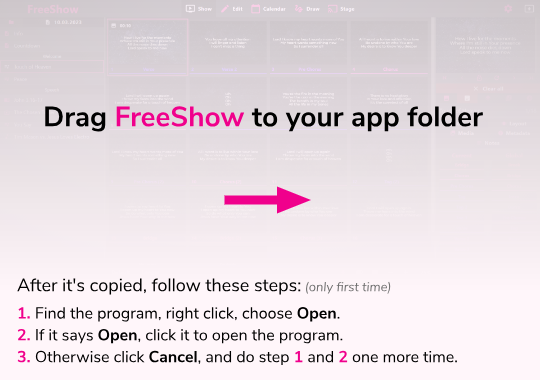 FreeShow
Show Edit Calendar Draw Stage
Drag FreeShow to your app folder
After it's copied, follow these steps: (only first time)
1. Find the program, right click, choose Open.
2. If it says Open, click it to open the program.
3. Otherwise click Cancel, and do step 1 and 2 one more time.